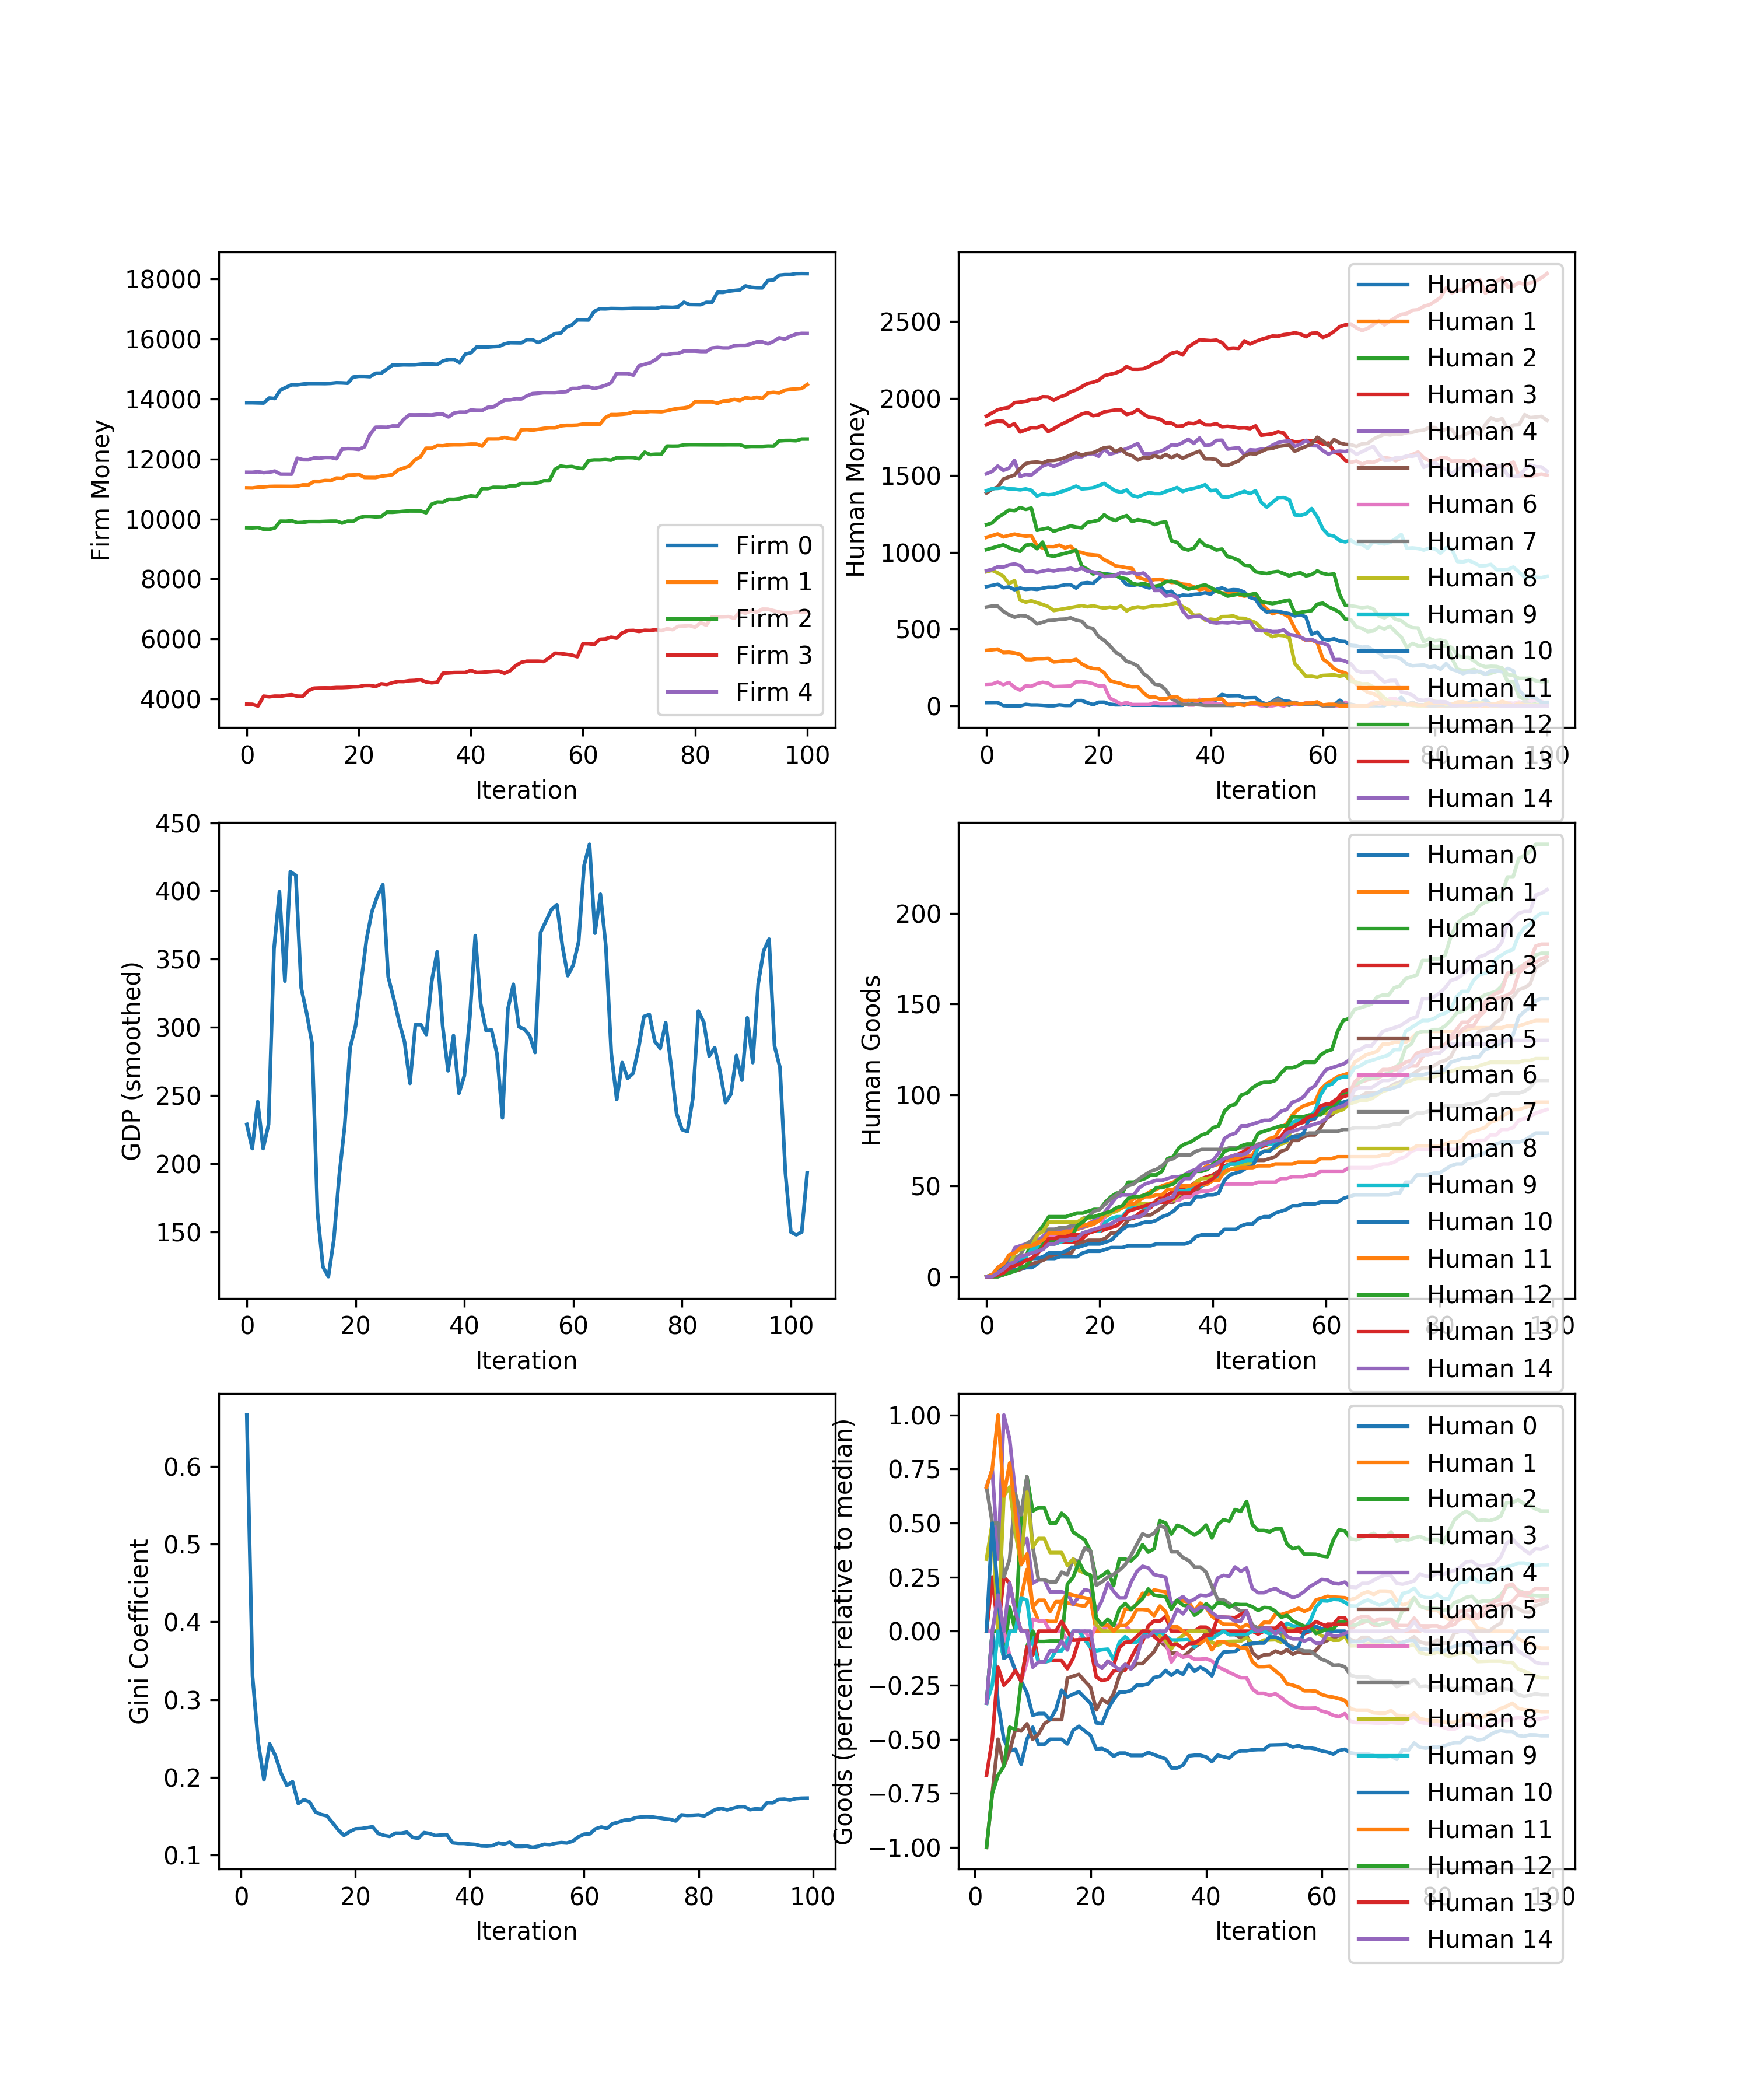 18000
16000
14000
12000
10000
8000
6000
4000
Firm Money
0 20 40 60 80 100
Iteration
Firm 0
Firm 1
Firm 2
Firm 3
Firm 4
2500
2000
1500
1000
500
0
Human Money
0 20 40 60 80 100
Iteration
Human 0
Human 1
Human 2
Human 3
Human 4
Human 5
Human 6
Human 7
Human 8
Human 9
Human 10
Human 11
Human 12
Human 13
Human 14
450
400
350
300
250
200
150
GDP (smoothed)
0 20 40 60 80 100
Iteration
200
150
100
50
0
Human Goods
0 20 40 60 80 100
Iteration
Human 0
Human 1
Human 2
Human 3
Human 4
Human 5
Human 6
Human 7
Human 8
Human 9
Human 10
Human 11
Human 12
Human 13
Human 14
0.6
0.5
0.4
0.3
0.2
0.1
Gini Coefficient
0 20 40 60 80 100
Iteration
1.00
0.75
0.50
0.25
0.00
−0.25
−0.50
−0.75
−1.00
Goods (percent relative to median)
0 20 40 60 80 100
Iteration
Human 0
Human 1
Human 2
Human 3
Human 4
Human 5
Human 6
Human 7
Human 8
Human 9
Human 10
Human 11
Human 12
Human 13
Human 14